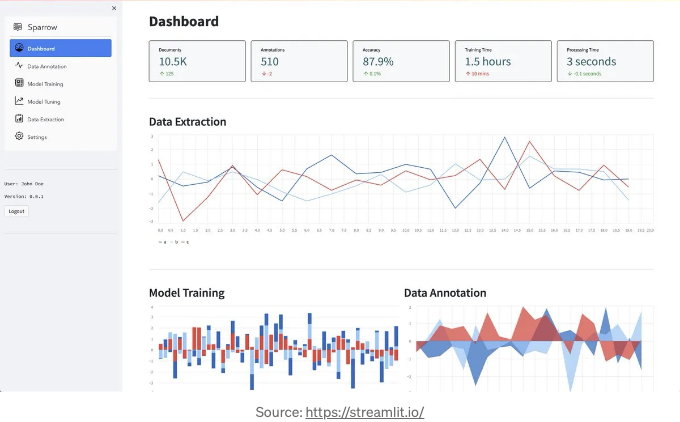 ×
Sparrow
Dashboard
Data Annotation
Model Training
Model Tuning
Data Extraction
Settings
User: John Doe
Version: 0.0.1
Logout
Dashboard
Documents
10.5K
↑ 125
Annotations
510
↓ -2
Accuracy
87.9%
↑ 0.1%
Training Time
1.5 hours
↑ 10 mins
Processing Time
3 seconds
↓ -0.1 seconds
Data Extraction
Model Training
Data Annotation
Source: https://streamlit.io/